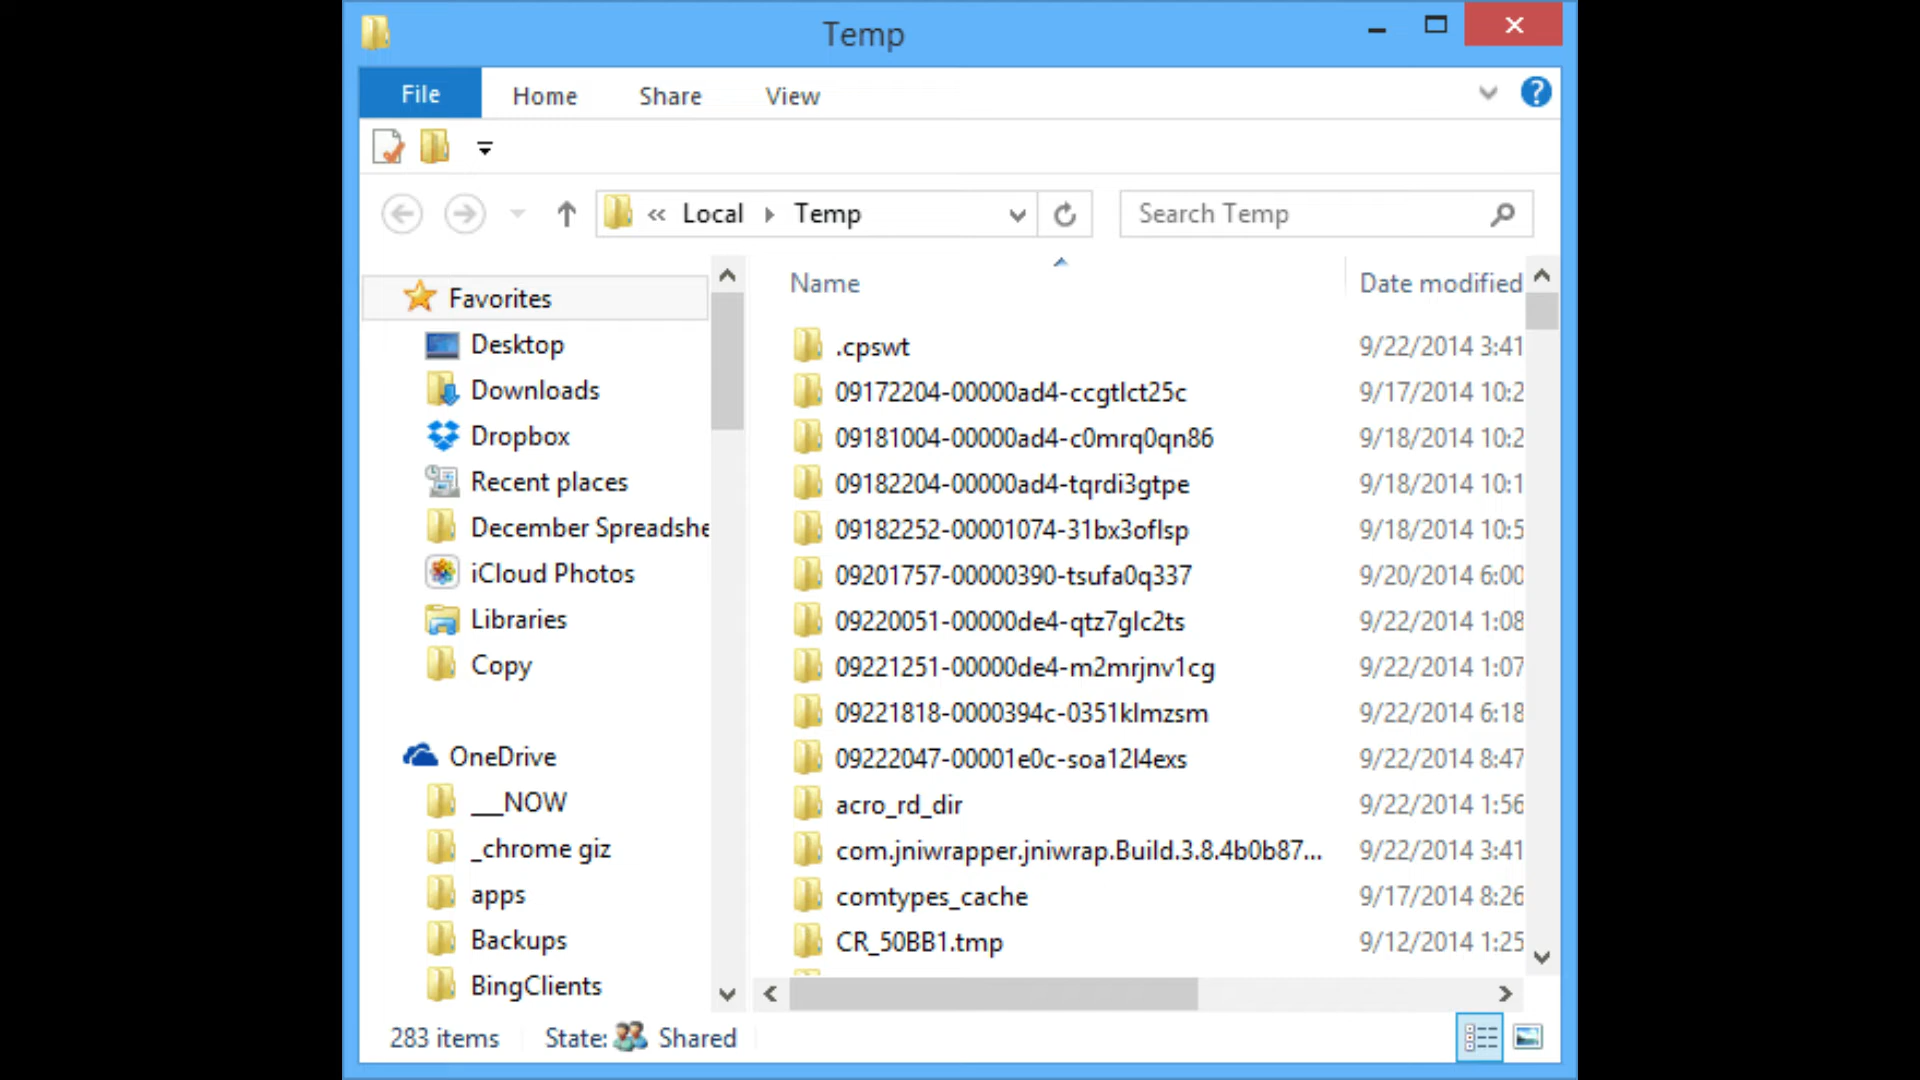 Temp
File Home Share View
« Local Temp Search Temp
Favorites
Desktop
Downloads
Dropbox
Recent places
December Spreadshe
iCloud Photos
Libraries
Copy
OneDrive
___NOW
_chrome giz
apps
Backups
BingClients
Name Date modified
.cpswt 9/22/2014 3:41
09172204-00000ad4-ccgtlct25c 9/17/2014 10:2
09181004-00000ad4-c0mrq0qn86 9/18/2014 10:2
09182204-00000ad4-tqrdi3gtpe 9/18/2014 10:1
09182252-00001074-31bx3oflsp 9/18/2014 10:5
09201757-00000390-tsufa0q337 9/20/2014 6:00
09220051-00000de4-qtz7glc2ts 9/22/2014 1:08
09221251-00000de4-m2mrjnv1cg 9/22/2014 1:07
09221818-0000394c-0351klmzsm 9/22/2014 6:18
09222047-00001e0c-soa12l4exs 9/22/2014 8:47
acro_rd_dir 9/22/2014 1:56
com.jniwrapper.jniwrap.Build.3.8.4b0b87... 9/22/2014 3:41
comtypes_cache 9/17/2014 8:26
CR_50BB1.tmp 9/12/2014 1:25
283 items State: Shared